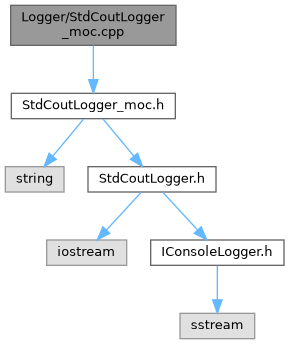 Logger/StdCoutLogger
_moc.cpp
StdCoutLogger_moc.h
string
StdCoutLogger.h
iostream
IConsoleLogger.h
sstream